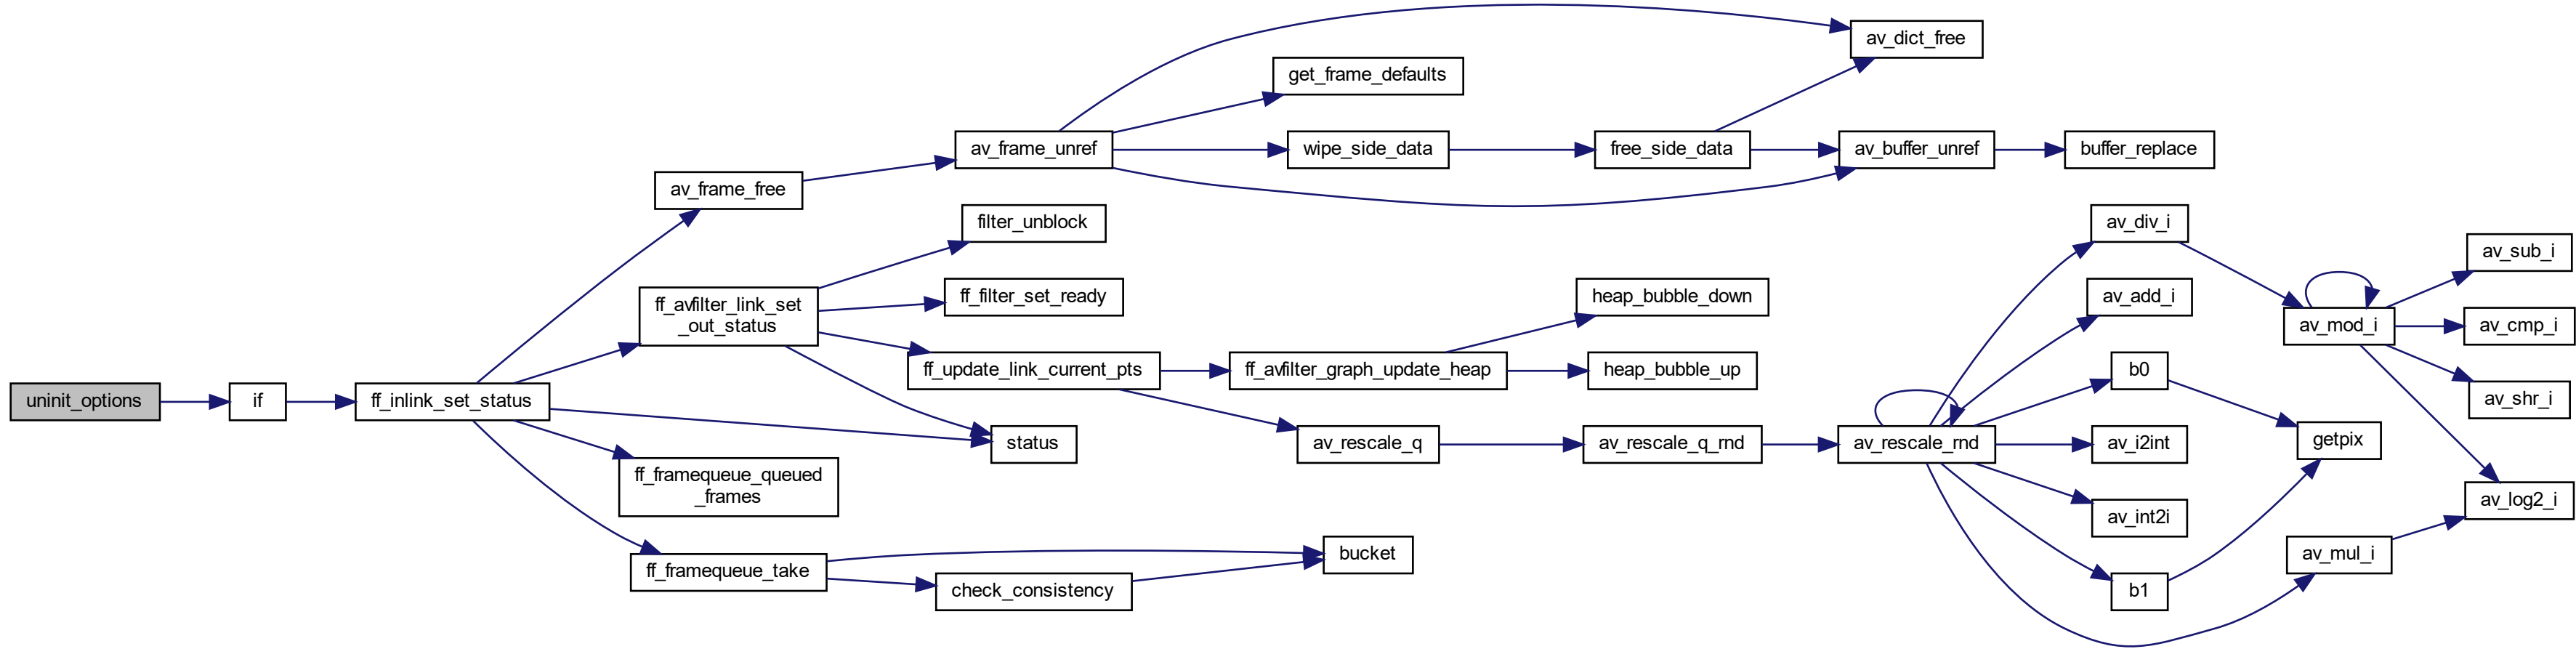 uninit_options
if
ff_inlink_set_status
av_frame_free
ff_avfilter_link_set
_out_status
ff_framequeue_queued
_frames
ff_framequeue_take
av_frame_unref
filter_unblock
ff_filter_set_ready
ff_update_link_current_pts
status
check_consistency
get_frame_defaults
wipe_side_data
ff_avfilter_graph_update_heap
av_rescale_q
bucket
free_side_data
heap_bubble_down
heap_bubble_up
av_rescale_q_rnd
av_dict_free
av_buffer_unref
av_rescale_rnd
buffer_replace
av_div_i
av_add_i
b0
av_i2int
av_int2i
b1
av_mod_i
getpix
av_mul_i
av_sub_i
av_cmp_i
av_shr_i
av_log2_i